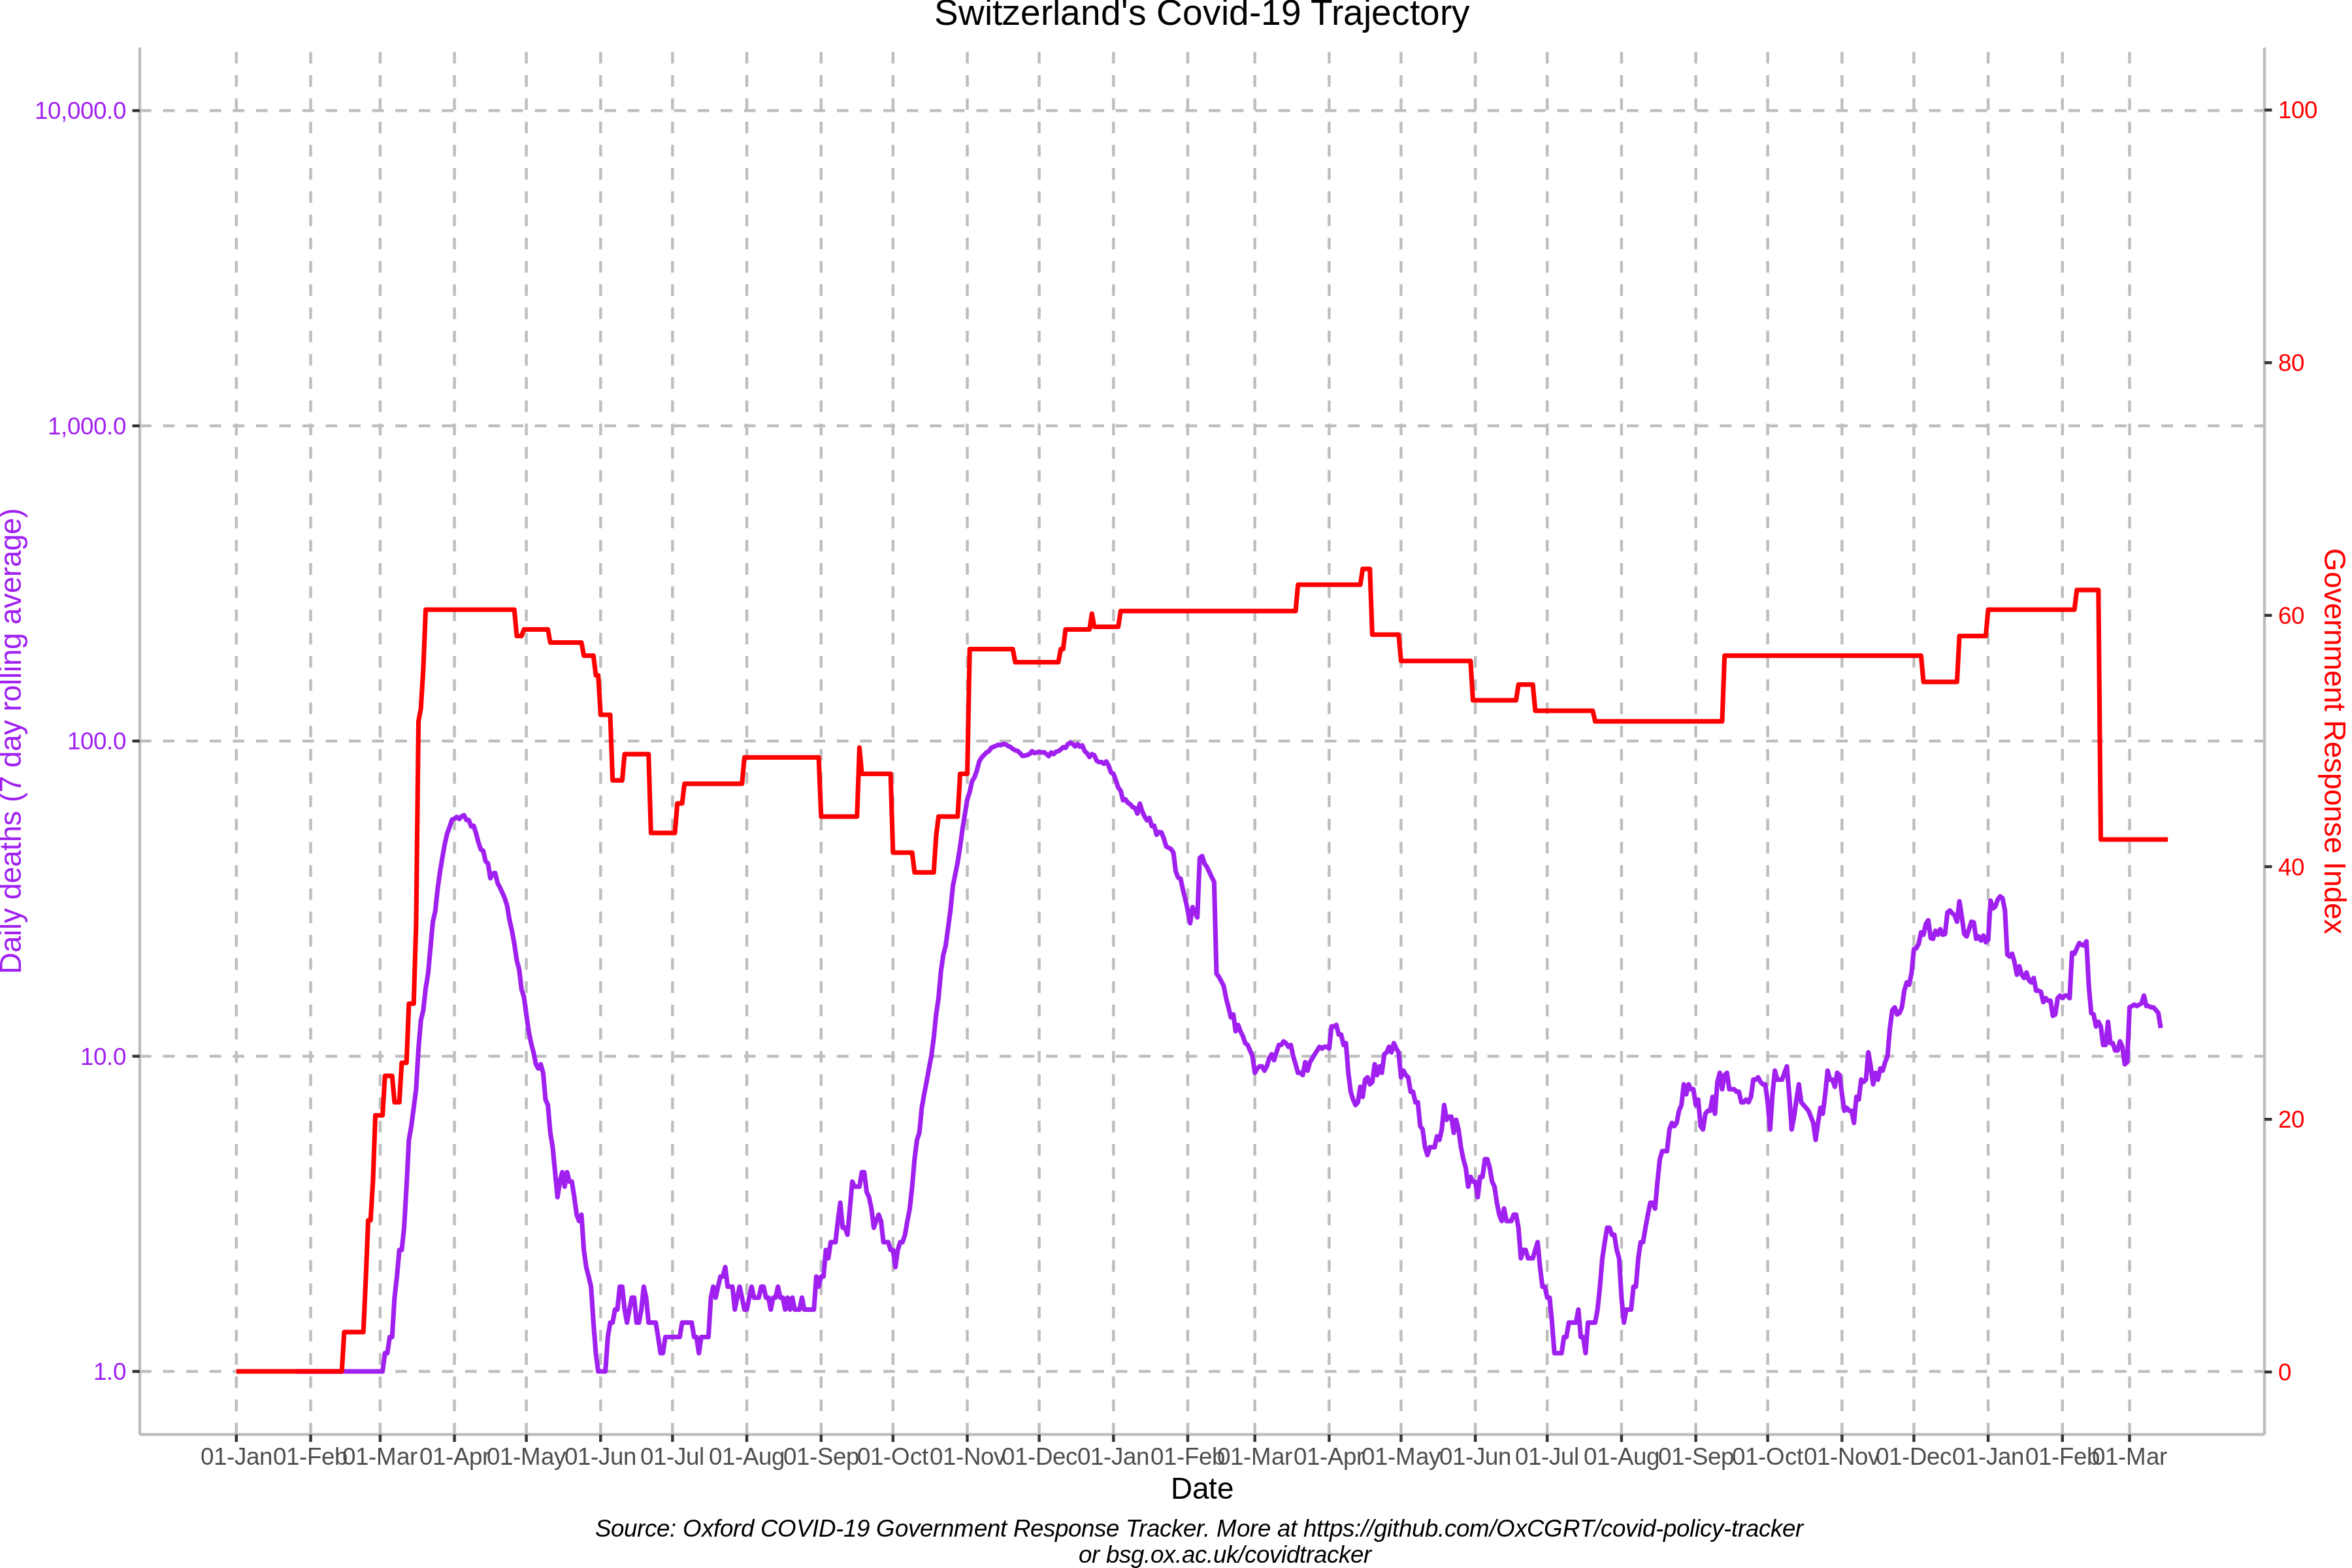 Switzerland's Covid-19 Trajectory
10,000.0
1,000.0
100.0
10.0
1.0
Daily deaths (7 day rolling average)
100
80
60
40
20
0
Government Response Index
01-Jan 01-Feb 01-Mar 01-Apr 01-May 01-Jun 01-Jul 01-Aug 01-Sep 01-Oct 01-Nov 01-Dec 01-Jan 01-Feb 01-Mar 01-Apr 01-May 01-Jun 01-Jul 01-Aug 01-Sep 01-Oct 01-Nov 01-Dec 01-Jan 01-Feb 01-Mar
Date
Source: Oxford COVID-19 Government Response Tracker. More at https://github.com/OxCGRT/covid-policy-tracker
or bsg.ox.ac.uk/covidtracker